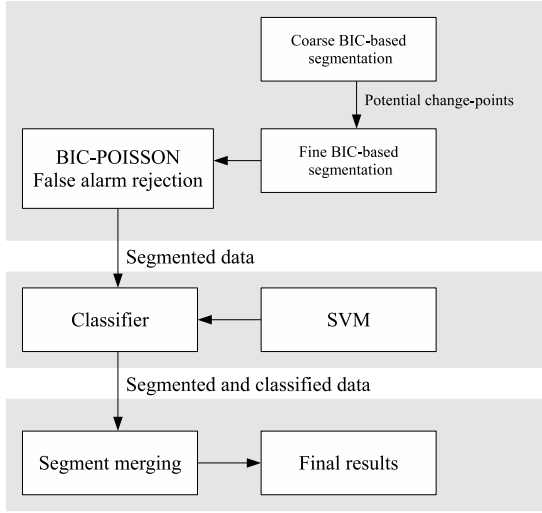 Coarse BIC-based
segmentation
Potential change-points
BIC-POISSON
False alarm rejection
Fine BIC-based
segmentation
Segmented data
Classifier
SVM
Segmented and classified data
Segment merging
Final results